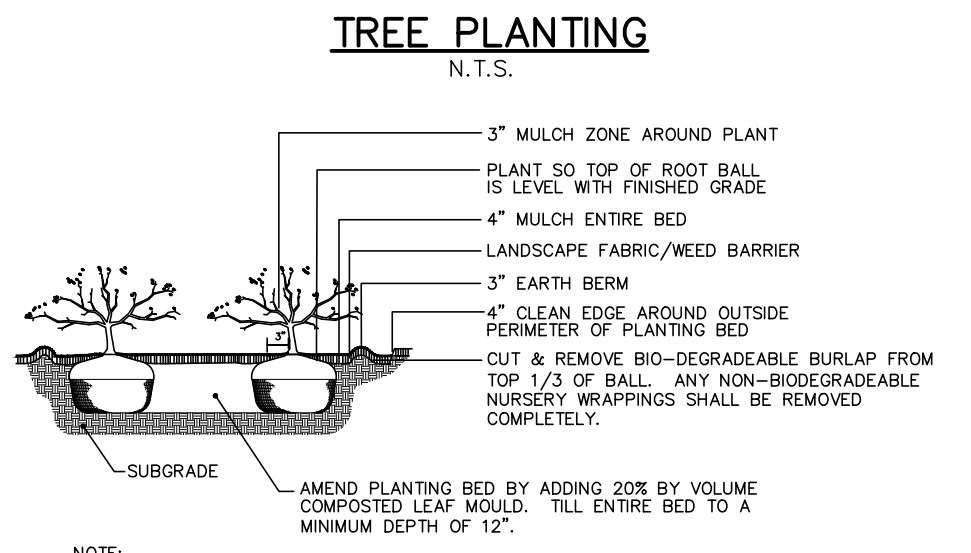 TREE PLANTING
N.T.S.
3" MULCH ZONE AROUND PLANT
PLANT SO TOP OF ROOT BALL
IS LEVEL WITH FINISHED GRADE
4" MULCH ENTIRE BED
LANDSCAPE FABRIC/WEED BARRIER
3" EARTH BERM
4" CLEAN EDGE AROUND OUTSIDE
PERIMETER OF PLANTING BED
3"
CUT & REMOVE BIO-DEGRADEABLE BURLAP FROM
TOP 1/3 OF BALL. ANY NON-BIODEGRADEABLE
NURSERY WRAPPINGS SHALL BE REMOVED
COMPLETELY.
SUBGRADE
AMEND PLANTING BED BY ADDING 20% BY VOLUME
COMPOSTED LEAF MOULD. TILL ENTIRE BED TO A
MINIMUM DEPTH OF 12".
NOTE: